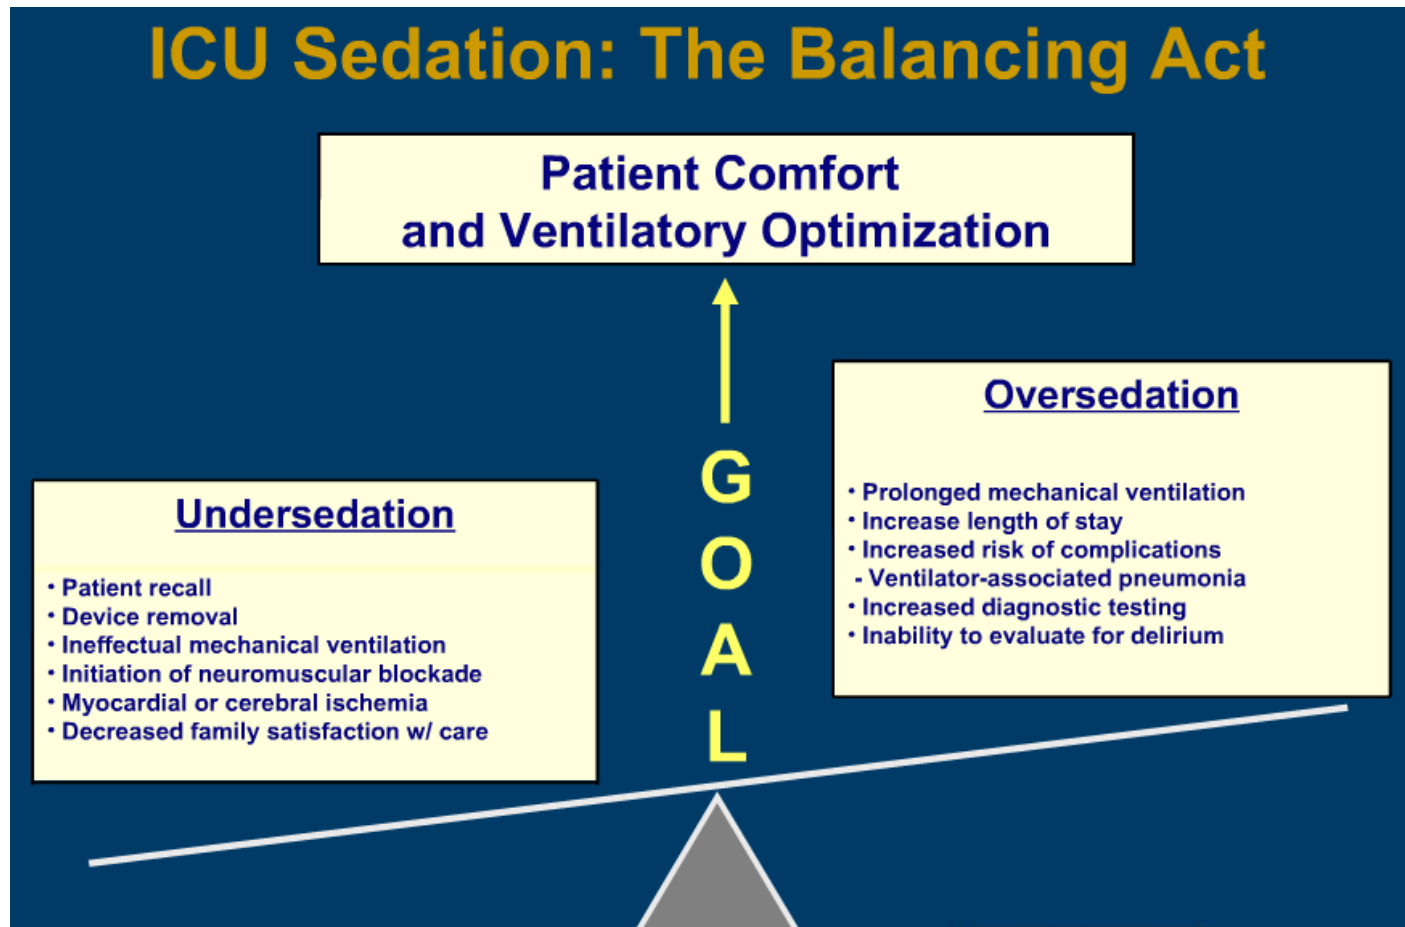 ICU Sedation: The Balancing Act
Patient Comfort
and Ventilatory Optimization
GOAL
Undersedation
• Patient recall
• Device removal
• Ineffectual mechanical ventilation
• Initiation of neuromuscular blockade
• Myocardial or cerebral ischemia
• Decreased family satisfaction w/ care
Oversedation
• Prolonged mechanical ventilation
• Increase length of stay
• Increased risk of complications
- Ventilator-associated pneumonia
• Increased diagnostic testing
• Inability to evaluate for delirium